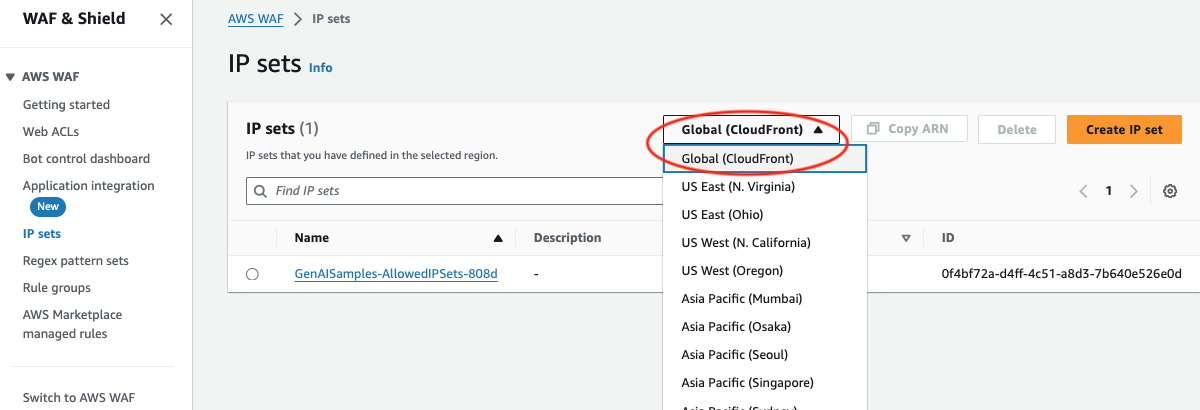 WAF & Shield
AWS WAF
Getting started
Web ACLs
Bot control dashboard
Application integration
New
IP sets
Regex pattern sets
Rule groups
AWS Marketplace
managed rules
Switch to AWS WAF
AWS WAF > IP sets
IP sets Info
IP sets (1)
IP sets that you have defined in the selected region.
Global (CloudFront)
Copy ARN
Delete
Create IP set
Find IP sets
1
Name
Description
ID
GenAISamples-AllowedIPSets-808d
-
0f4bf72a-d4ff-4c51-a8d3-7b640e526e0d
Global (CloudFront)
US East (N. Virginia)
US East (Ohio)
US West (N. California)
US West (Oregon)
Asia Pacific (Mumbai)
Asia Pacific (Osaka)
Asia Pacific (Seoul)
Asia Pacific (Singapore)
Asia Pacific (Sydney)